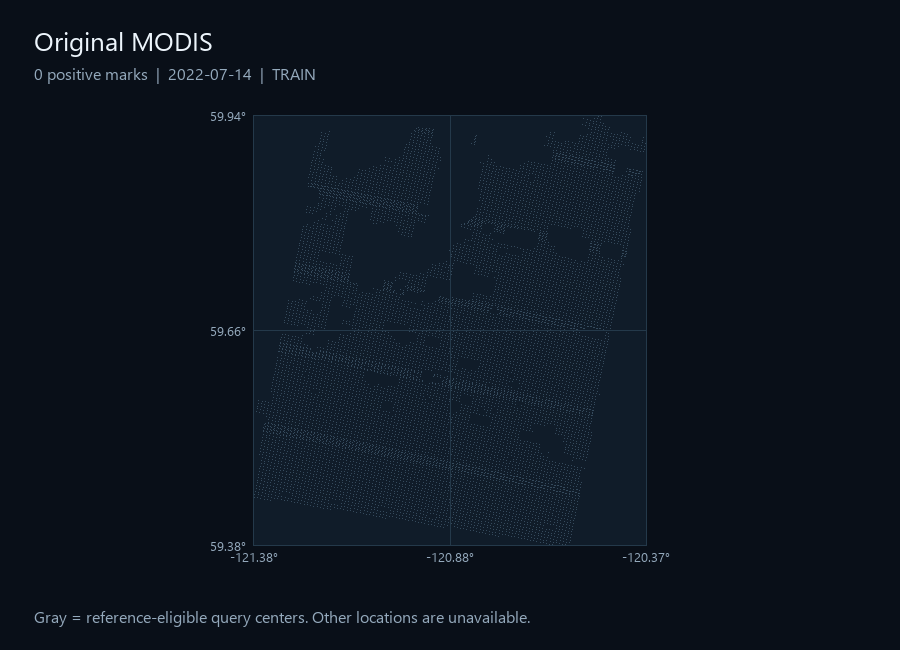 Original MODIS
0 positive marks | 2022-07-14 | TRAIN
59.94°
59.66°
59.38°
-121.38°
-120.88°
-120.37°
Gray = reference-eligible query centers. Other locations are unavailable.